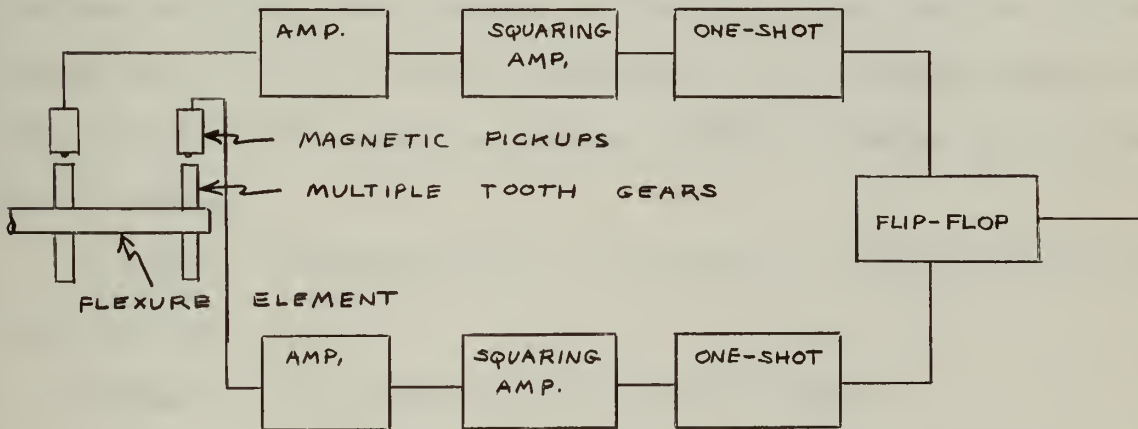 AMP.
SQUARING
AMP,
ONE-SHOT
MAGNETIC PICKUPS
MULTIPLE TOOTH GEARS
FLIP-FLOP
FLEXURE ELEMENT
AMP,
SQUARING
AMP.
ONE-SHOT